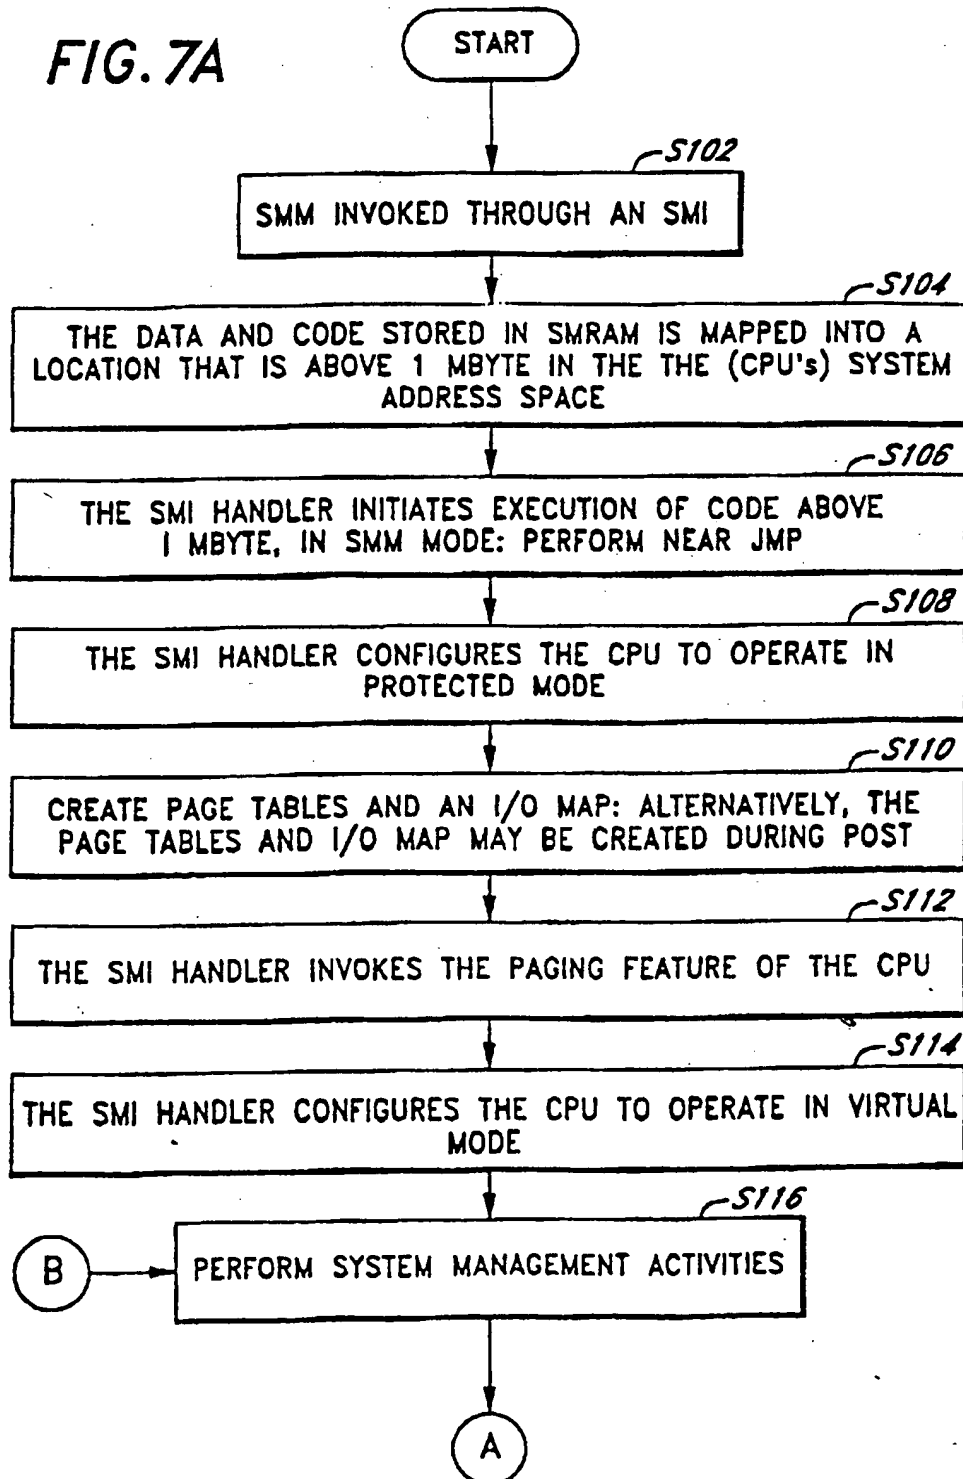 FIG. 7A
START
S102
SMM INVOKED THROUGH AN SMI
S104
THE DATA AND CODE STORED IN SMRAM IS MAPPED INTO A
LOCATION THAT IS ABOVE 1 MBYTE IN THE THE (CPU's) SYSTEM
ADDRESS SPACE
S106
THE SMI HANDLER INITIATES EXECUTION OF CODE ABOVE
1 MBYTE, IN SMM MODE: PERFORM NEAR JMP
S108
THE SMI HANDLER CONFIGURES THE CPU TO OPERATE IN
PROTECTED MODE
S110
CREATE PAGE TABLES AND AN I/O MAP: ALTERNATIVELY, THE
PAGE TABLES AND I/O MAP MAY BE CREATED DURING POST
S112
THE SMI HANDLER INVOKES THE PAGING FEATURE OF THE CPU
S114
THE SMI HANDLER CONFIGURES THE CPU TO OPERATE IN VIRTUAL
MODE
S116
B
PERFORM SYSTEM MANAGEMENT ACTIVITIES
A